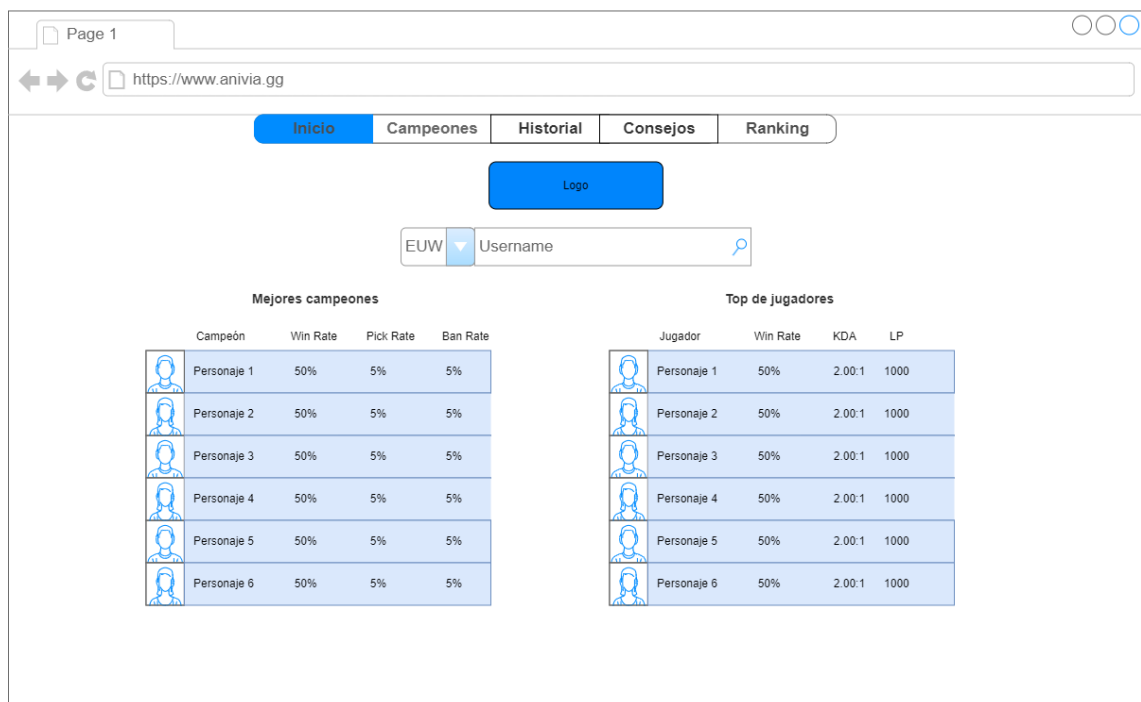 Page 1
https://www.anivia.gg
Inicio Campeones Historial Consejos Ranking
Logo
EUW Username
Mejores campeones
Campeón Win Rate Pick Rate Ban Rate
Personaje 1 50% 5% 5%
Personaje 2 50% 5% 5%
Personaje 3 50% 5% 5%
Personaje 4 50% 5% 5%
Personaje 5 50% 5% 5%
Personaje 6 50% 5% 5%
Top de jugadores
Jugador Win Rate KDA LP
Personaje 1 50% 2.00:1 1000
Personaje 2 50% 2.00:1 1000
Personaje 3 50% 2.00:1 1000
Personaje 4 50% 2.00:1 1000
Personaje 5 50% 2.00:1 1000
Personaje 6 50% 2.00:1 1000